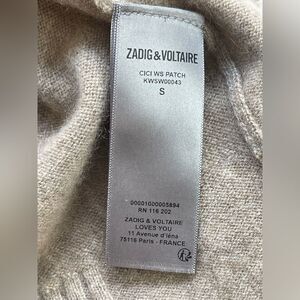 ZADIG&VOLTAIRE
CICI WS PATCH
KWSW00043
S
00001000005894
RN 116 202
ZADIG & VOLTAIRE
LOVES YOU
11 Avenue d'Iéna
75116 Paris - FRANCE